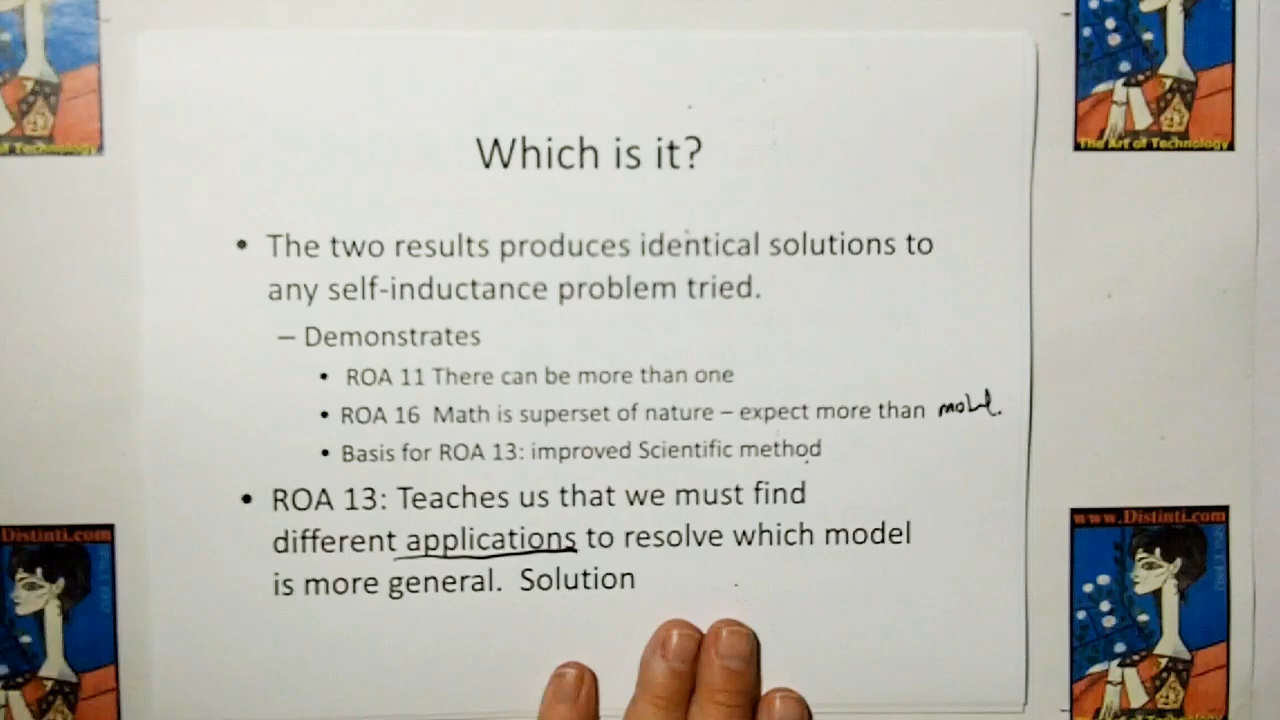 The Art of Technology
Which is it?
• The two results produces identical solutions to
any self-inductance problem tried.
– Demonstrates
• ROA 11 There can be more than one
• ROA 16 Math is superset of nature – expect more than model.
• Basis for ROA 13: improved Scientific method
• ROA 13: Teaches us that we must find
different applications to resolve which model
is more general. Solution
of Technology
Distinti.com
www.Distinti.com